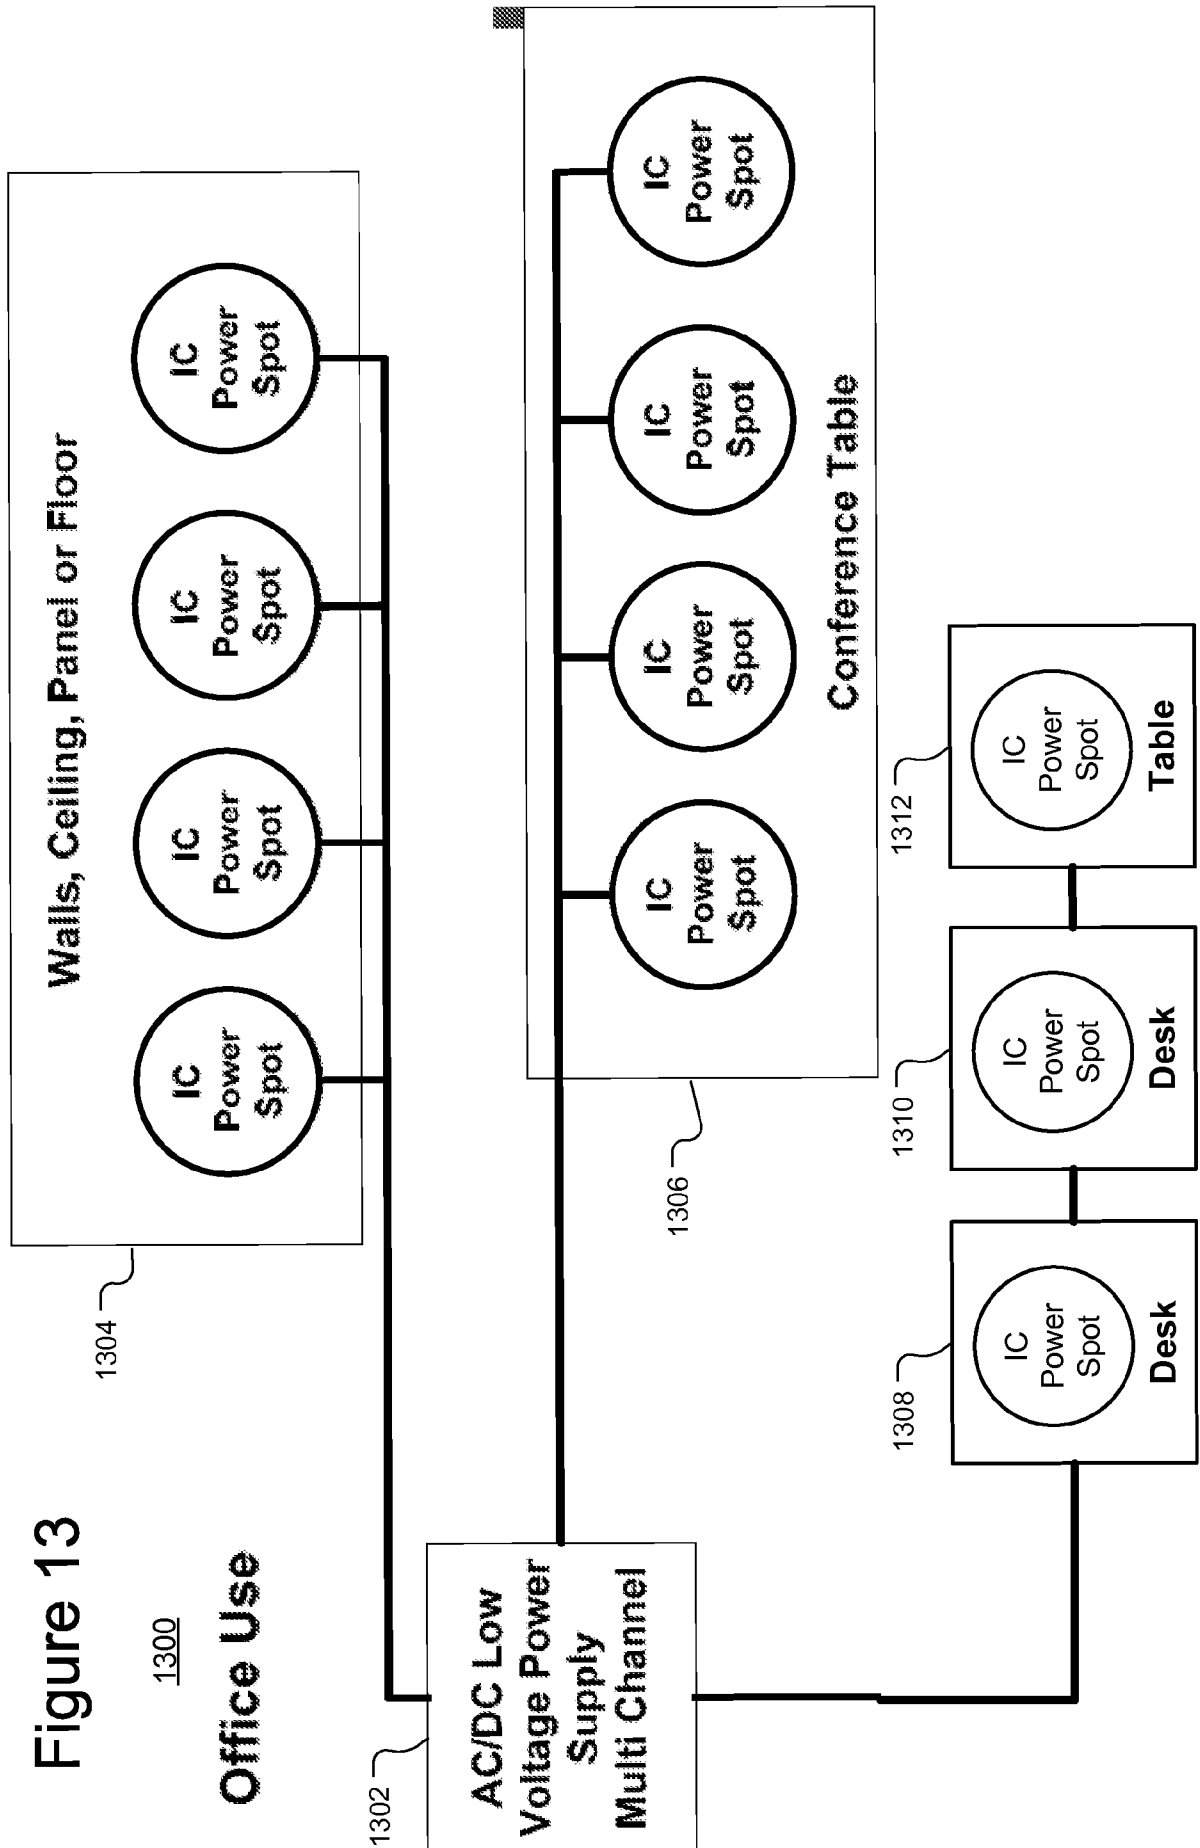 Figure 13
1300
Office Use
1302
AC/DC Low
Voltage Power
Supply
Multi Channel
1304
Walls, Ceiling, Panel or Floor
IC
Power
Spot
IC
Power
Spot
IC
Power
Spot
IC
Power
Spot
1306
IC
Power
Spot
IC
Power
Spot
IC
Power
Spot
IC
Power
Spot
Conference Table
1308
IC
Power
Spot
Desk
1310
IC
Power
Spot
Desk
1312
IC
Power
Spot
Table